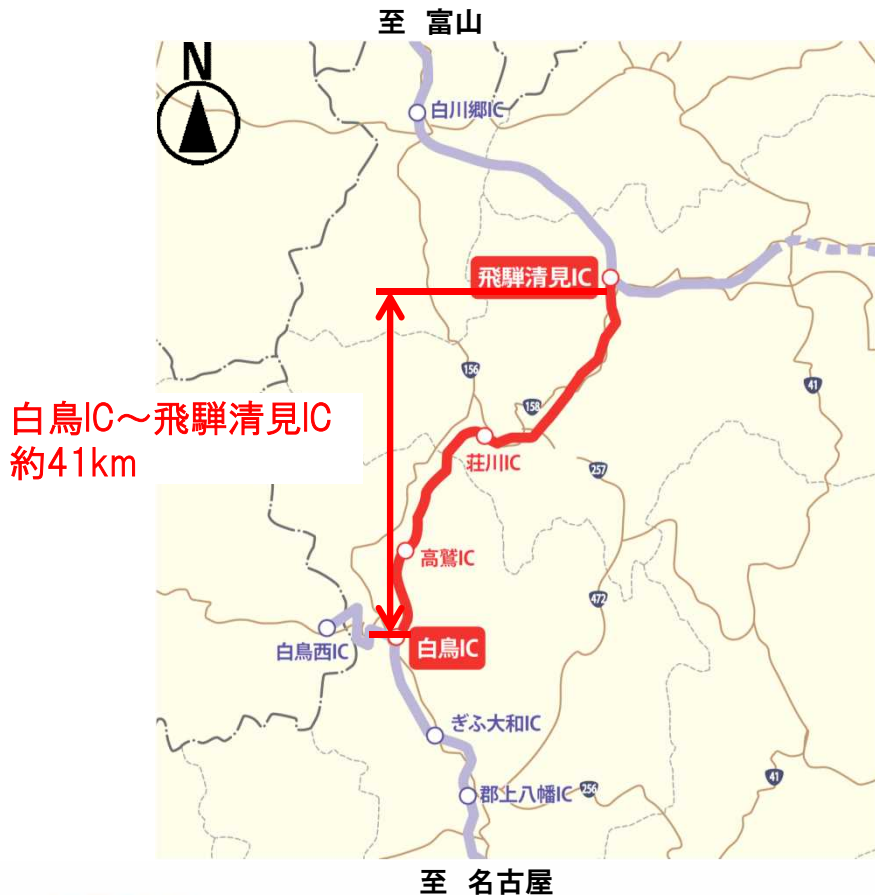 至 富山
N
白川郷IC
飛騨清見IC
156
41
白鳥IC～飛騨清見IC
約41km
158
荘川IC
257
高鷲IC
472
白鳥西IC
白鳥IC
ぎふ大和IC
41
郡上八幡IC
256
至 名古屋